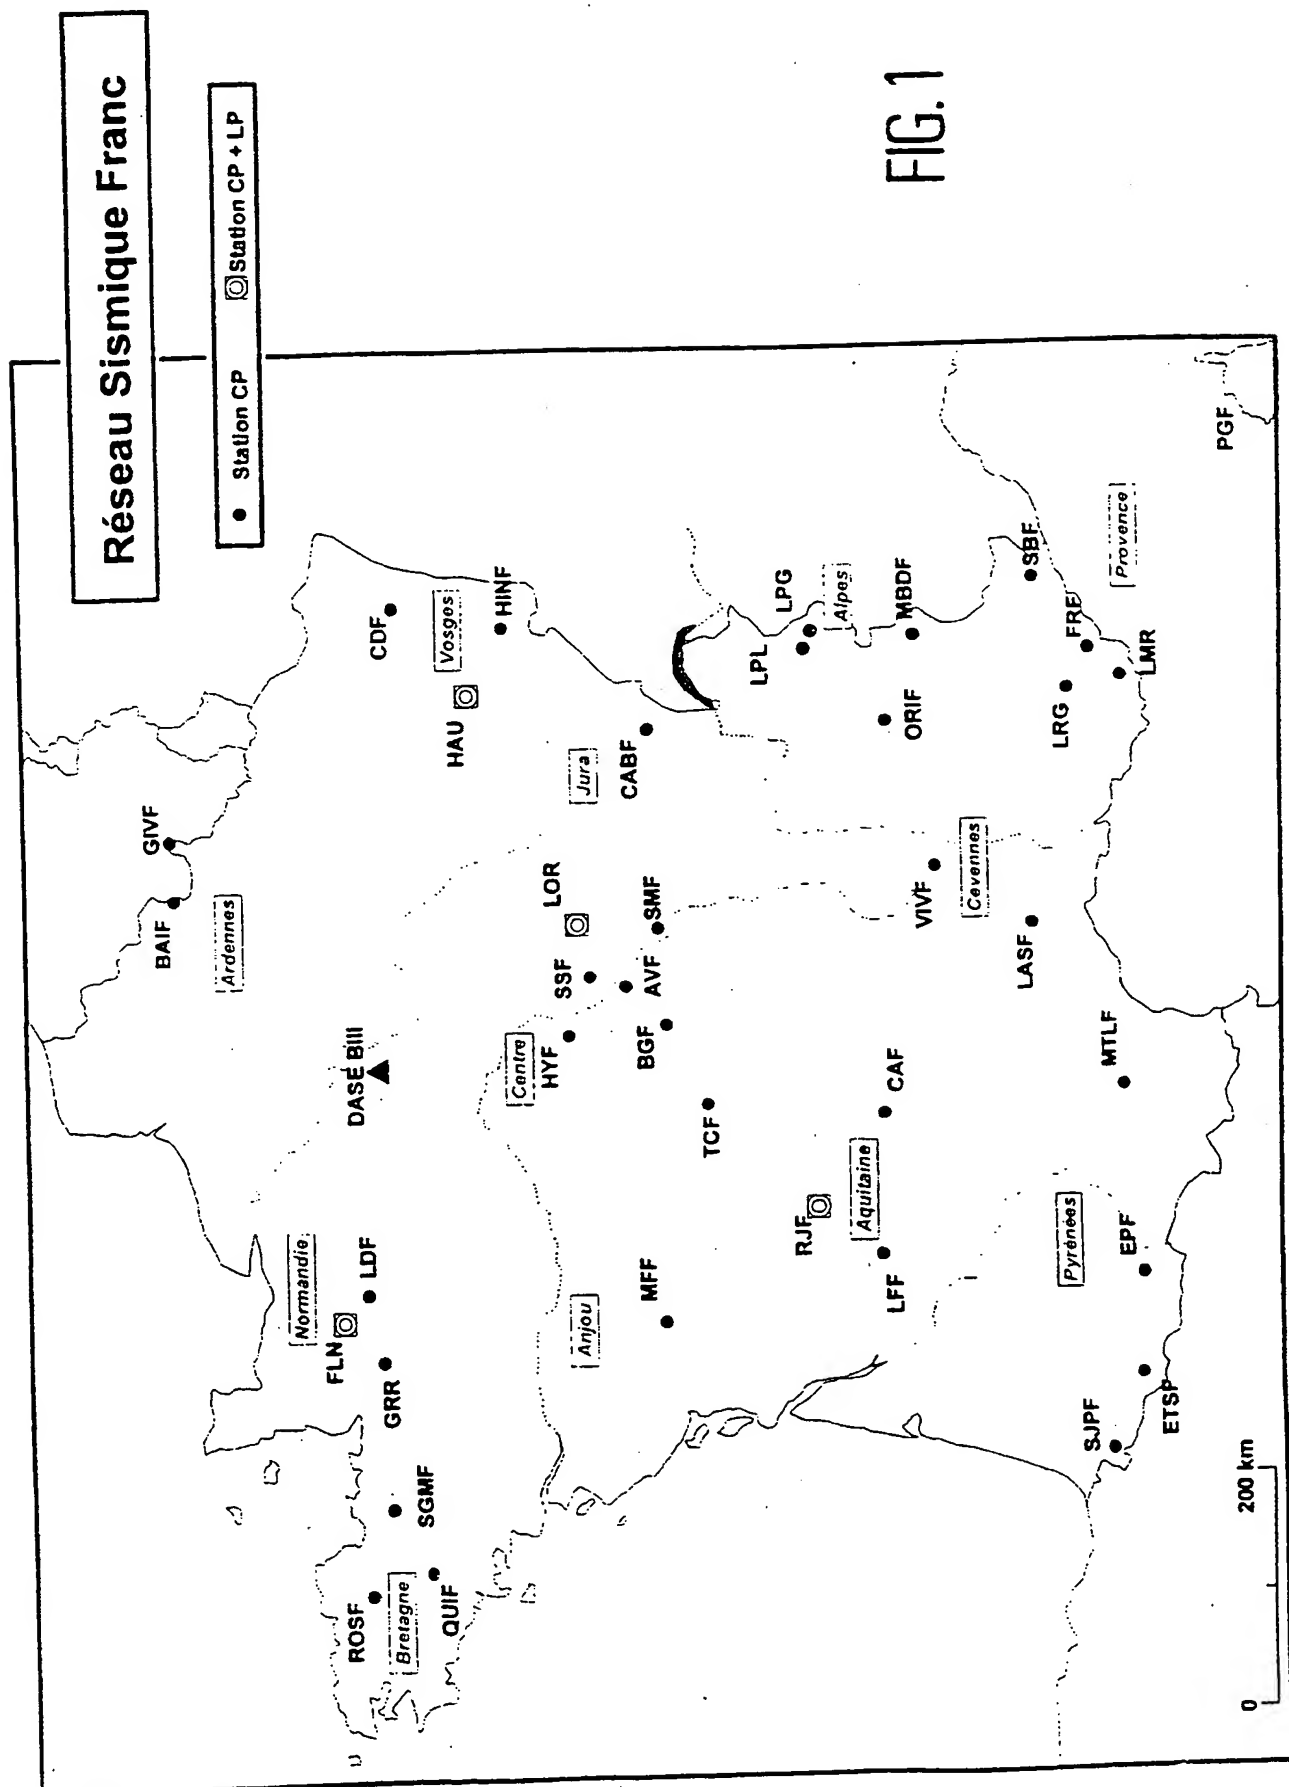 Réseau Sismique Franc
Station CP
Station CP + LP
FIG. 1
GIVF
BAIF
Ardennes
CDF
Vosges
HINF
HAU
DASE BIII
Normandie
FLN
LDF
GRR
SGMF
ROSF
Bretagne
QUIF
Centre
HYF
SSF
LOR
Jura
CABF
AVF
SMF
BGF
TCF
Anjou
MFF
LPL
LPG
Alpes
MBDF
ORIF
RJF
Aquitaine
LFF
CAF
VIVF
Cevennes
LASF
SBF
Provence
FRF
LRG
LMR
PGF
MTLF
Pyrénées
EPF
ETSF
SJPF
0
200 km